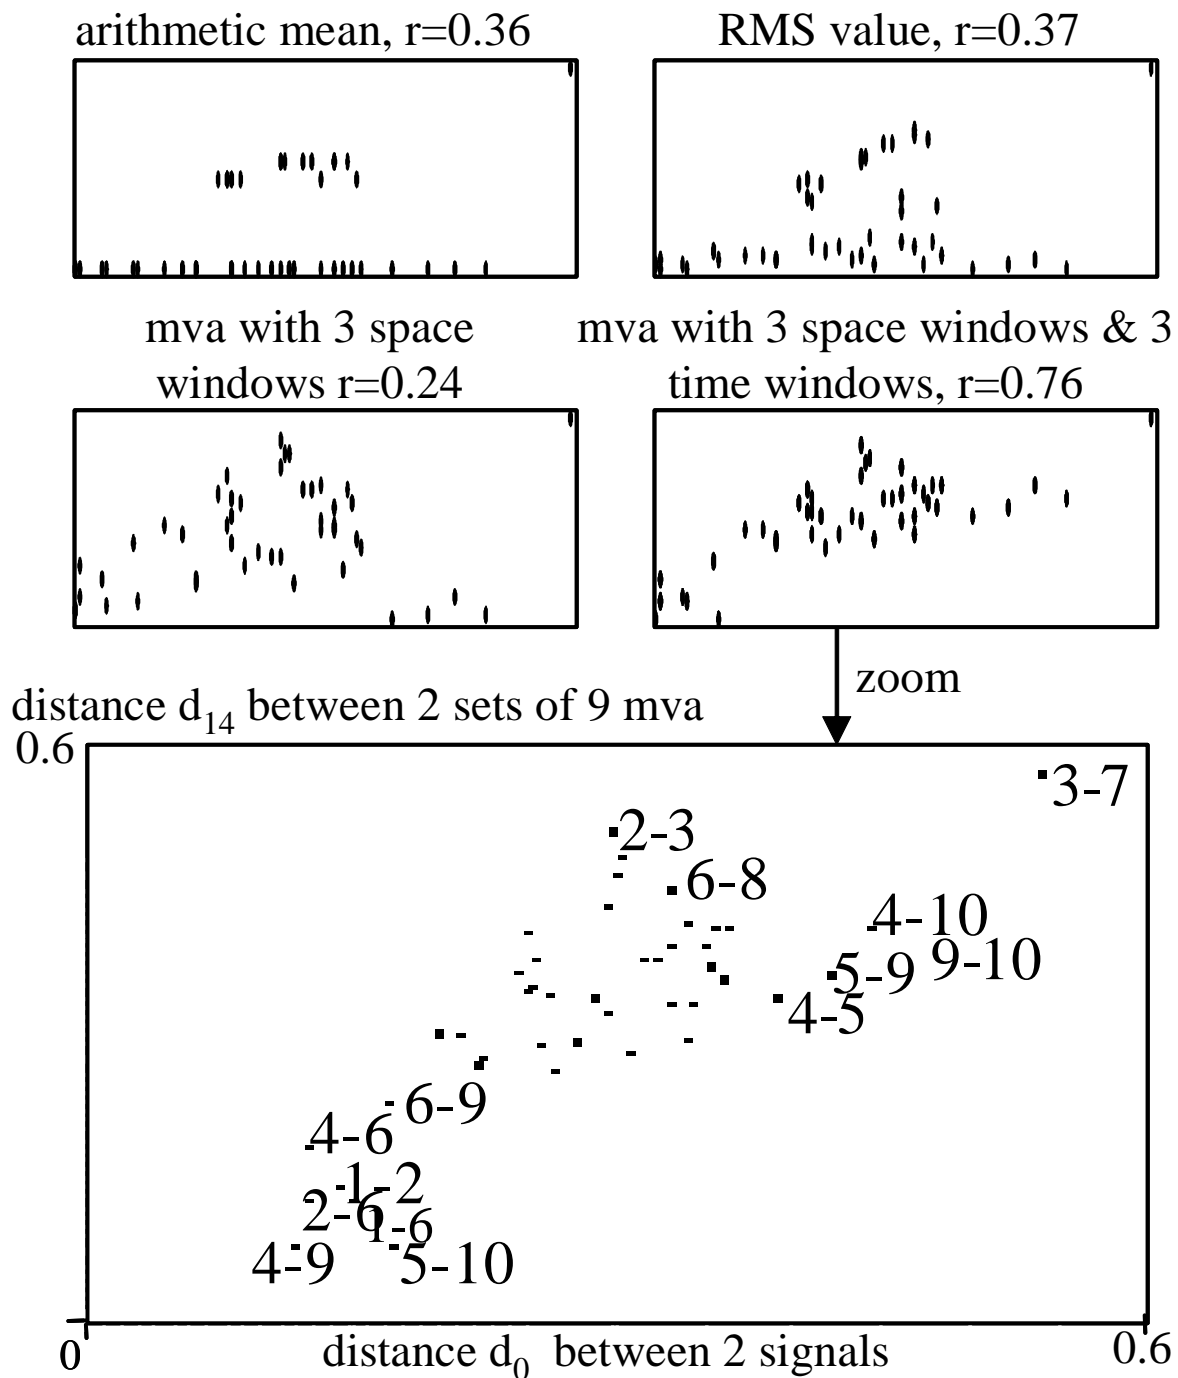 arithmetic mean, r=0.36
RMS value, r=0.37
mva with 3 space
windows r=0.24
mva with 3 space windows & 3
time windows, r=0.76
zoom
distance d14 between 2 sets of 9 mva
0.6
3-7
2-3
6-8
4-10
9-10
5-9
4-5
6-9
4-6
1-2
2-6
1-6
4-9
5-10
0
distance d0 between 2 signals
0.6